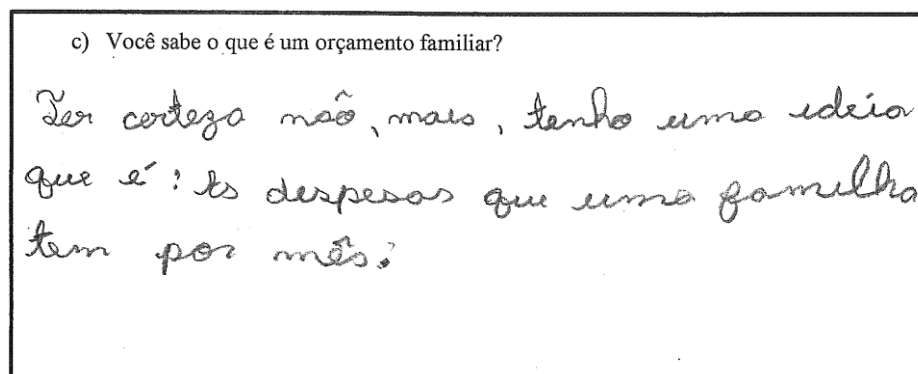 c) Você sabe o que é um orçamento familiar?
Ter certeza não, mais, tenho uma idéia
que é: As despesas que uma familha
tem por mês.